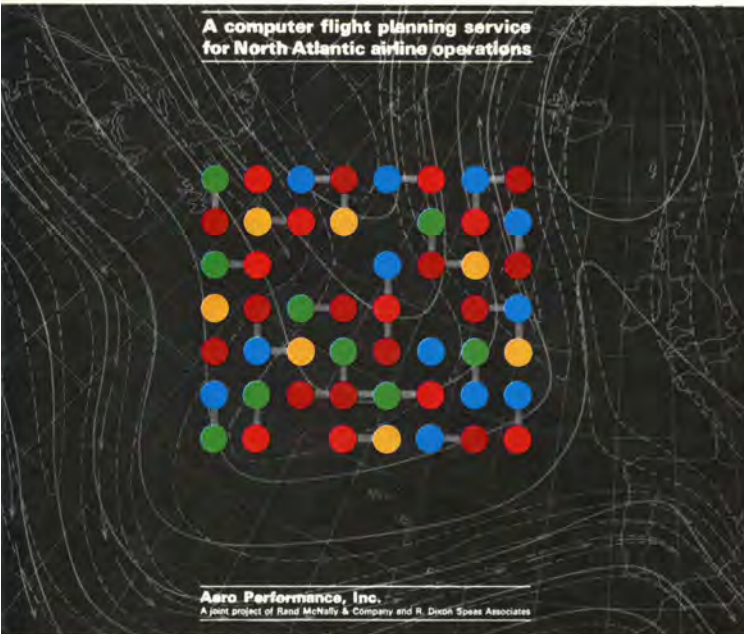 A computer flight planning service
for North Atlantic airline operations
Aero Performance, Inc.
A joint project of Rand McNally & Company and R. Dixon Speas Associates